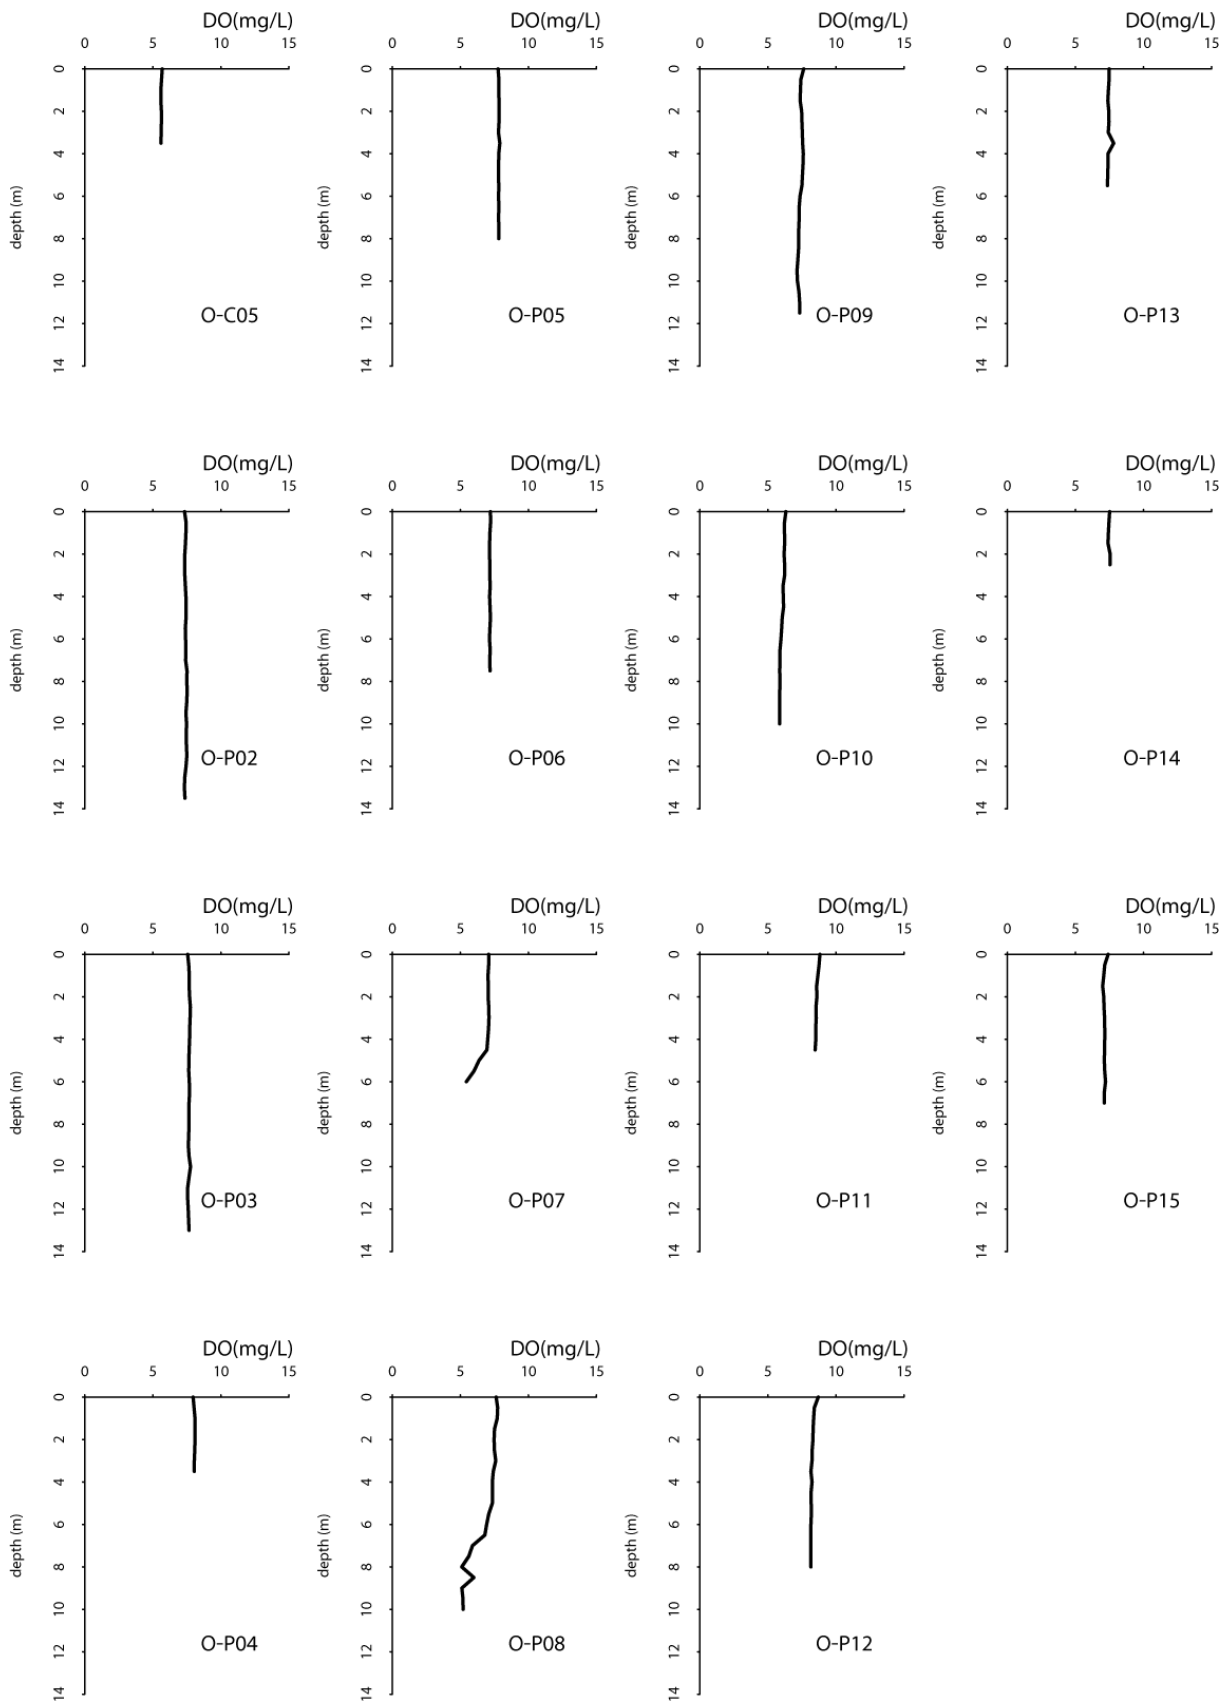 DO(mg/L) DO(mg/L) DO(mg/L) DO(mg/L)
0 5 10 15 0 5 10 15 0 5 10 15 0 5 10 15
0 0 0 0
2 2 2 2
4 4 4 4
6 6 6 6
depth (m) depth (m) depth (m) depth (m)
8 8 8 8
10 10 10 10
O-C05 O-P05 O-P09 O-P13
12 12 12 12
14 14 14 14
DO(mg/L) DO(mg/L) DO(mg/L) DO(mg/L)
0 5 10 15 0 5 10 15 0 5 10 15 0 5 10 15
0 0 0 0
2 2 2 2
4 4 4 4
6 6 6 6
depth (m) depth (m) depth (m) depth (m)
8 8 8 8
10 10 10 10
O-P02 O-P06 O-P10 O-P14
12 12 12 12
14 14 14 14
DO(mg/L) DO(mg/L) DO(mg/L) DO(mg/L)
0 5 10 15 0 5 10 15 0 5 10 15 0 5 10 15
0 0 0 0
2 2 2 2
4 4 4 4
6 6 6 6
depth (m) depth (m) depth (m) depth (m)
8 8 8 8
10 10 10 10
O-P03 O-P07 O-P11 O-P15
12 12 12 12
14 14 14 14
DO(mg/L) DO(mg/L) DO(mg/L)
0 5 10 15 0 5 10 15 0 5 10 15
0 0 0
2 2 2
4 4 4
6 6 6
depth (m) depth (m) depth (m)
8 8 8
10 10 10
O-P04 O-P08 O-P12
12 12 12
14 14 14